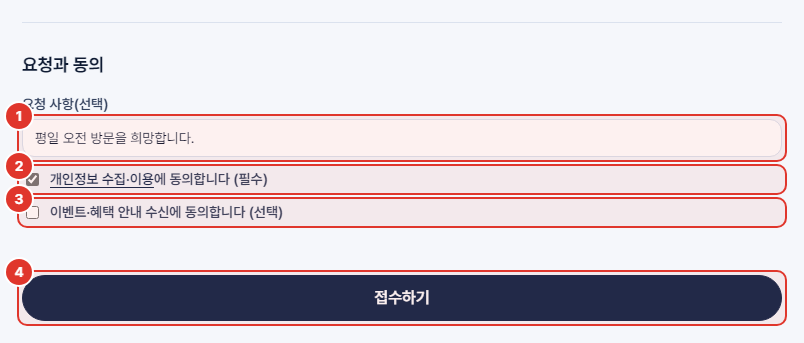 요청과 동의
요청 사항(선택)
1
평일 오전 방문을 희망합니다.
2
개인정보 수집·이용에 동의합니다 (필수)
3
이벤트·혜택 안내 수신에 동의합니다 (선택)
4
접수하기